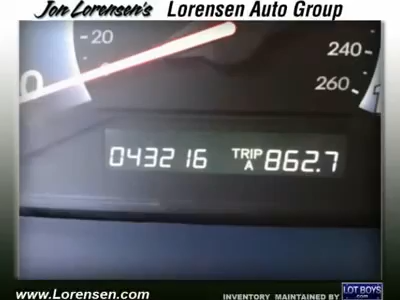 Jon Lorensen's Lorensen Auto Group
20 240
0 260
043216 TRIP A 862.7
www.Lorensen.com INVENTORY MAINTAINED BY LOT BOYS